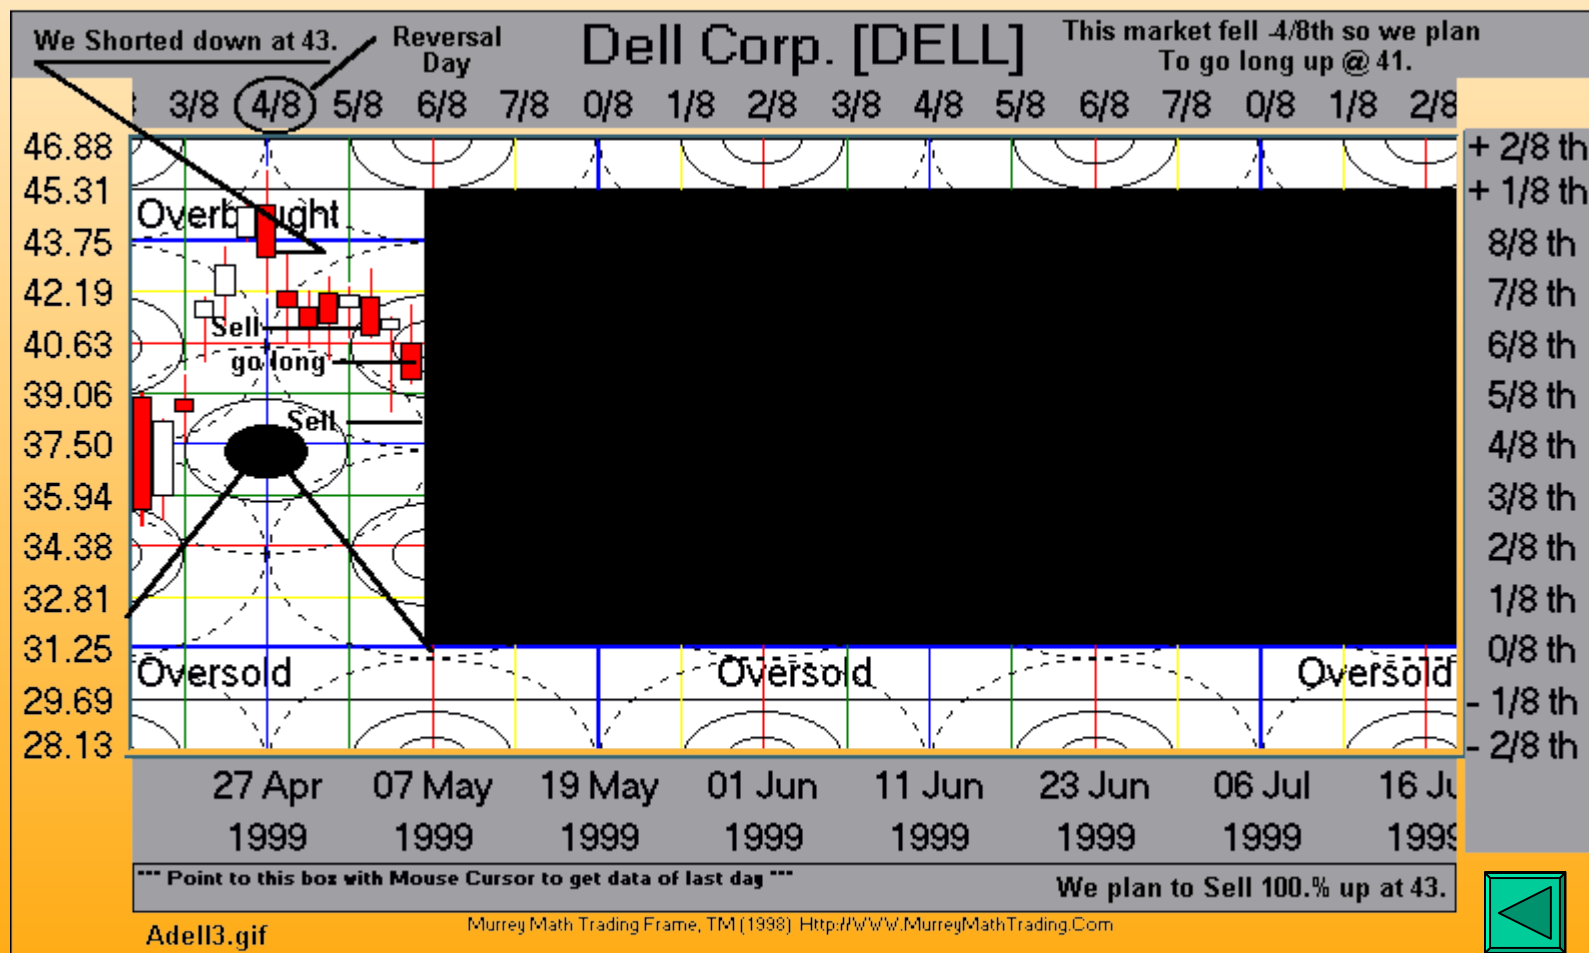 We Shorted down at 43.
Reversal
Day
Dell Corp. [DELL]
This market fell -4/8th so we plan
To go long up @ 41.
3/8 4/8 5/8 6/8 7/8 0/8 1/8 2/8 3/8 4/8 5/8 6/8 7/8 0/8 1/8 2/8
46.88
45.31
43.75
42.19
40.63
39.06
37.50
35.94
34.38
32.81
31.25
29.69
28.13
Overbought
Sell
go long
Sell
Oversold Oversold Oversold
+ 2/8 th
+ 1/8 th
8/8 th
7/8 th
6/8 th
5/8 th
4/8 th
3/8 th
2/8 th
1/8 th
0/8 th
- 1/8 th
- 2/8 th
27 Apr 07 May 19 May 01 Jun 11 Jun 23 Jun 06 Jul 16 Ju
1999 1999 1999 1999 1999 1999 1999 1999
--- Point to this box with Mouse Cursor to get data of last day ---
We plan to Sell 100.% up at 43.
Adell3.gif
Murrey Math Trading Frame, TM (1998) Http://WWW.MurreyMathTrading.Com